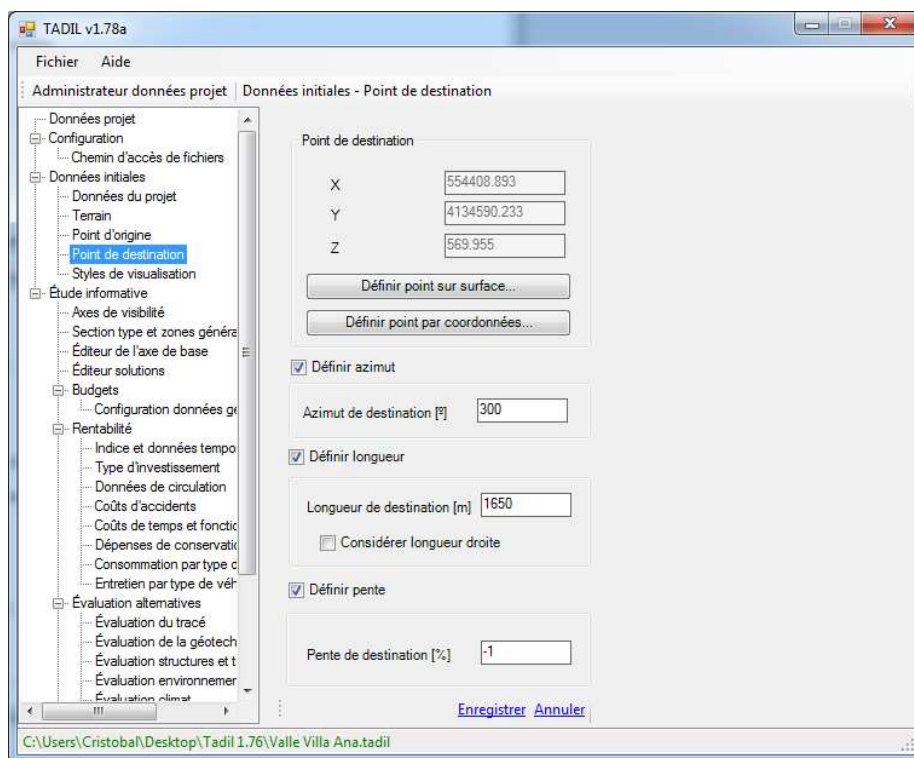 TADIL v1.78a
Fichier Aide
Administrateur données projet Données initiales - Point de destination
Données projet
Configuration
Chemin d'accès de fichiers
Données initiales
Données du projet
Terrain
Point d'origine
Point de destination
Styles de visualisation
Étude informative
Axes de visibilité
Section type et zones généra
Éditeur de l'axe de base
Éditeur solutions
Budgets
Configuration données gé
Rentabilité
Indice et données tempo
Type d'investissement
Données de circulation
Coûts d'accidents
Coûts de temps et fonctic
Dépenses de conservatio
Consommation par type d
Entretien par type de véh
Évaluation alternatives
Évaluation du tracé
Évaluation de la géotech
Évaluation structures et t
Évaluation environnemer
Évaluation climat
Point de destination
X 554408.893
Y 4134590.233
Z 569.955
Définir point sur surface...
Définir point par coordonnées...
Définir azimut
Azimut de destination [º] 300
Définir longueur
Longueur de destination [m] 1650
Considérer longueur droite
Définir pente
Pente de destination [%] -1
Enregistrer Annuler
C:\Users\Cristobal\Desktop\Tadil 1.76\Valle Villa Ana.tadil